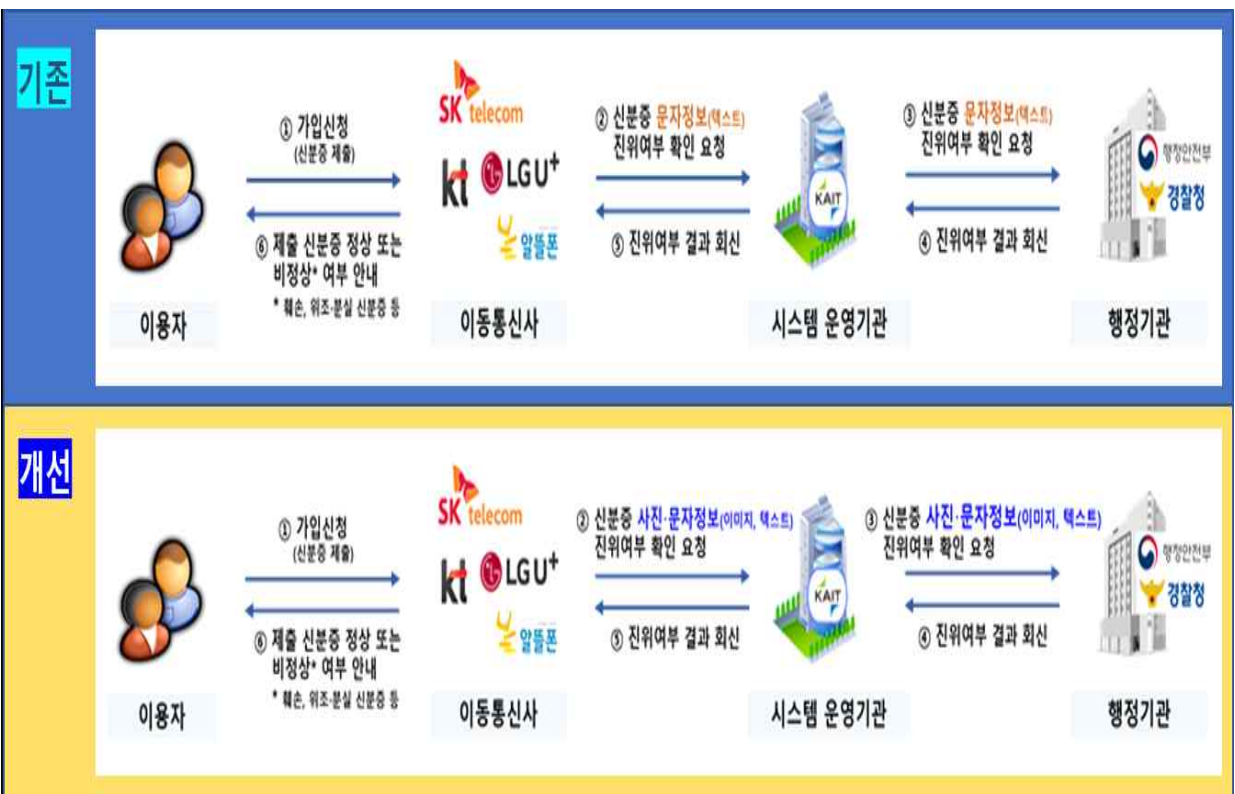 기존
① 가입신청
(신분증 제출)
⑥ 제출 신분증 정상 또는
비정상* 여부 안내
* 훼손, 위조·분실 신분증 등
이용자
SK telecom
kt LG U+
알뜰폰
이동통신사
② 신분증 문자정보(텍스트)
진위여부 확인 요청
⑤ 진위여부 결과 회신
KAIT
시스템 운영기관
③ 신분증 문자정보(텍스트)
진위여부 확인 요청
④ 진위여부 결과 회신
행정안전부
경찰청
행정기관
개선
① 가입신청
(신분증 제출)
⑥ 제출 신분증 정상 또는
비정상* 여부 안내
* 훼손, 위조·분실 신분증 등
이용자
SK telecom
kt LG U+
알뜰폰
이동통신사
② 신분증 사진·문자정보(이미지, 텍스트)
진위여부 확인 요청
⑤ 진위여부 결과 회신
KAIT
시스템 운영기관
③ 신분증 사진·문자정보(이미지, 텍스트)
진위여부 확인 요청
④ 진위여부 결과 회신
행정안전부
경찰청
행정기관